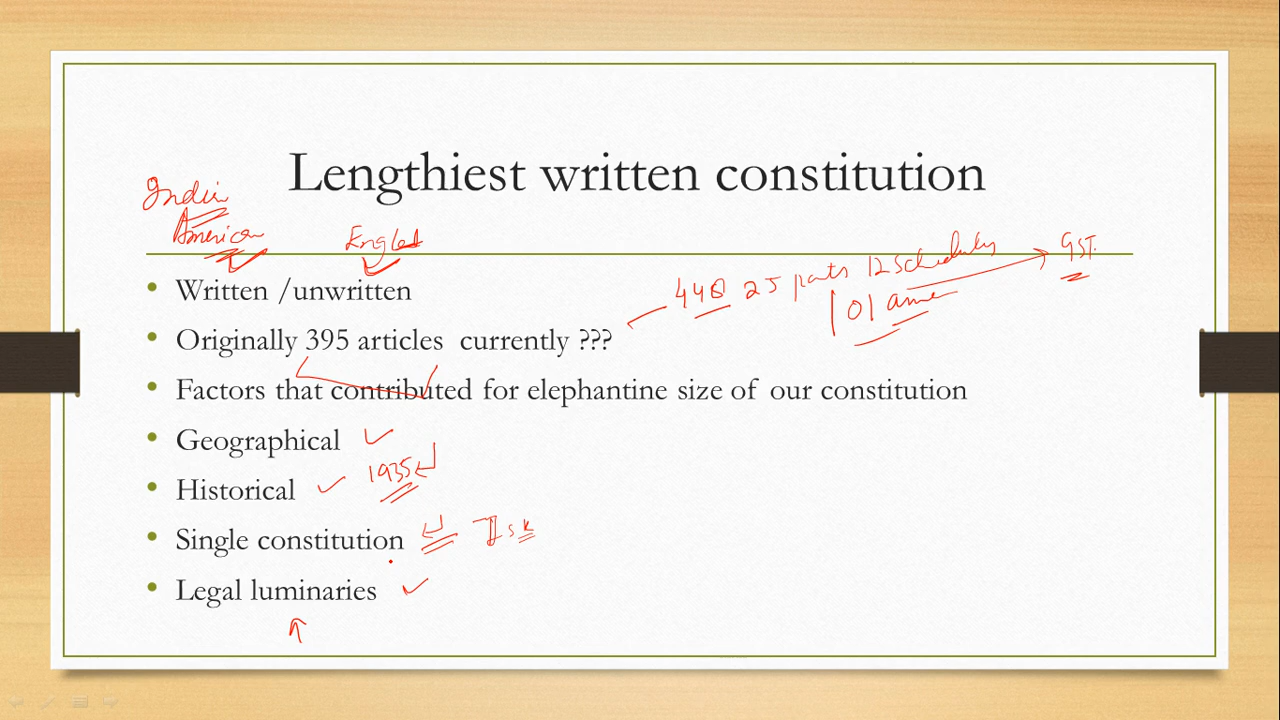 Lengthiest written constitution
India
American England
Written /unwritten
448 25 parts 12 schedules GST.
101 amen
Originally 395 articles currently ???
Factors that contributed for elephantine size of our constitution
Geographical
Historical 1935
Single constitution
Legal luminaries